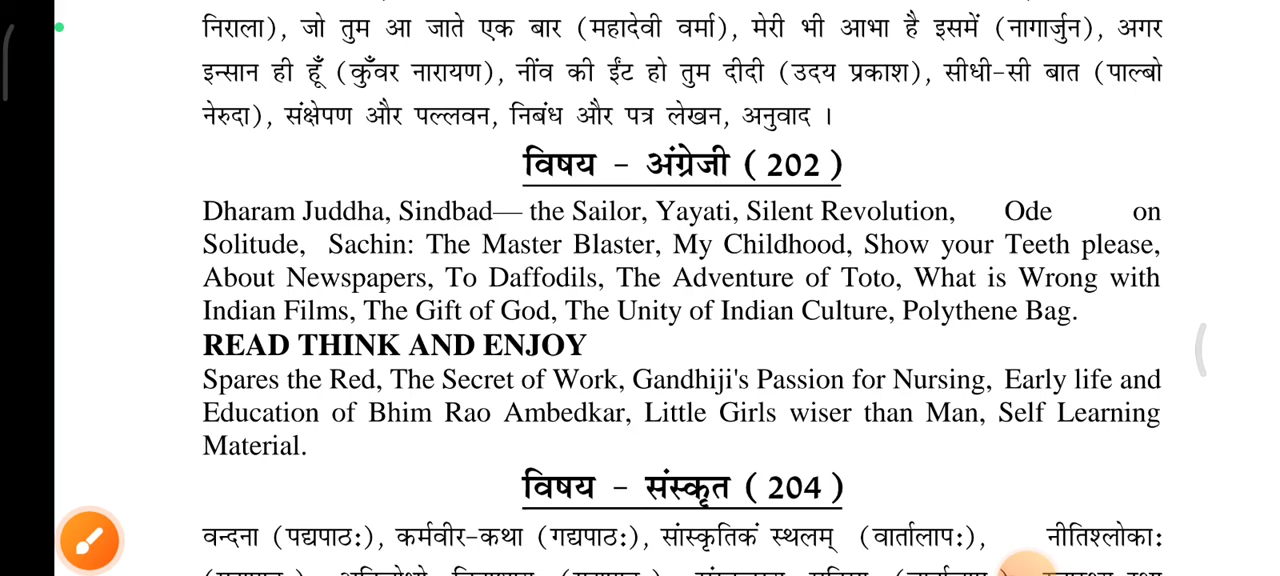 निराला), जो तुम आ जाते एक बार (महादेवी वर्मा), मेरी भी आभा है इसमें (नागार्जुन), अगर
इन्सान ही हूँ (कुँवर नारायण), नींव की ईंट हो तुम दीदी (उदय प्रकाश), सीधी-सी बात (पाल्बो
नेरुदा), संक्षेपण और पल्लवन, निबंध और पत्र लेखन, अनुवाद ।
विषय - अंग्रेजी ( 202 )
Dharam Juddha, Sindbad— the Sailor, Yayati, Silent Revolution, Ode on
Solitude, Sachin: The Master Blaster, My Childhood, Show your Teeth please,
About Newspapers, To Daffodils, The Adventure of Toto, What is Wrong with
Indian Films, The Gift of God, The Unity of Indian Culture, Polythene Bag.
READ THINK AND ENJOY
Spares the Red, The Secret of Work, Gandhiji's Passion for Nursing, Early life and
Education of Bhim Rao Ambedkar, Little Girls wiser than Man, Self Learning
Material.
विषय - संस्कृत ( 204 )
वन्दना (पद्यपाठ:), कर्मवीर-कथा (गद्यपाठ:), सांस्कृतिकं स्थलम् (वार्तालाप:), नीतिश्लोका: